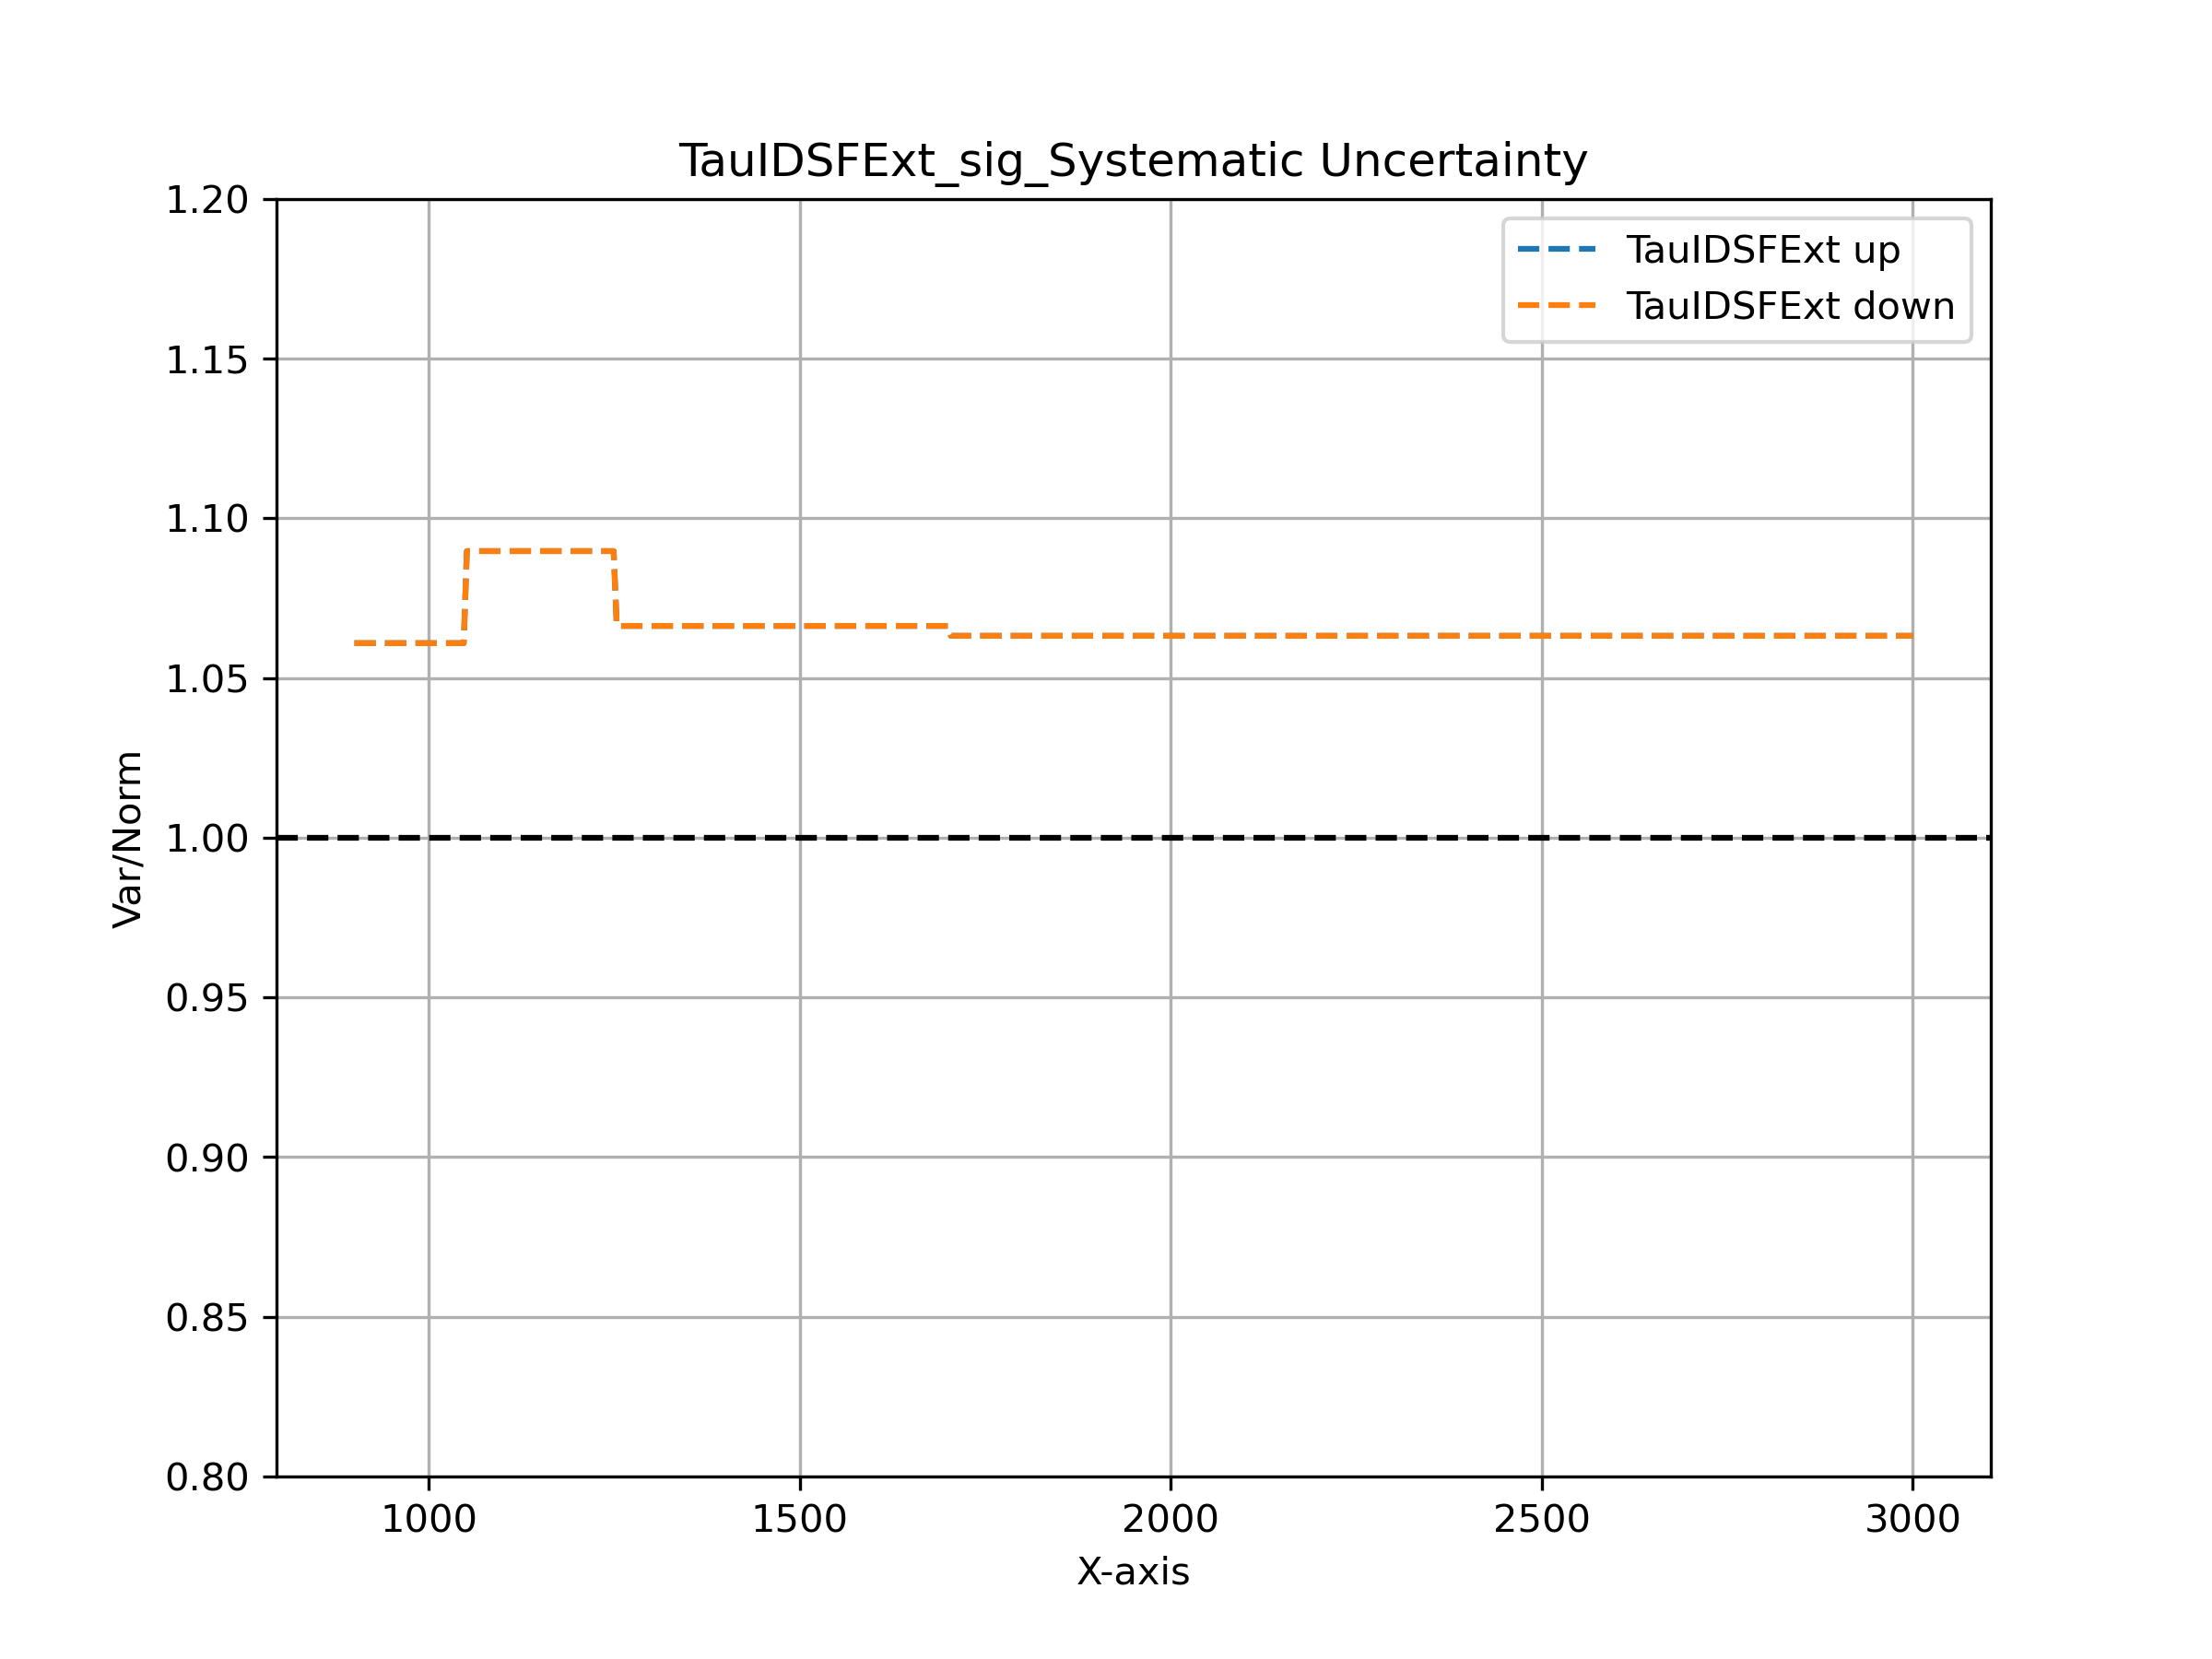 TauIDSFExt_sig_Systematic Uncertainty
1.20
1.15
1.10
1.05
1.00
0.95
0.90
0.85
0.80
Var/Norm
TauIDSFExt up
TauIDSFExt down
1000 1500 2000 2500 3000
X-axis